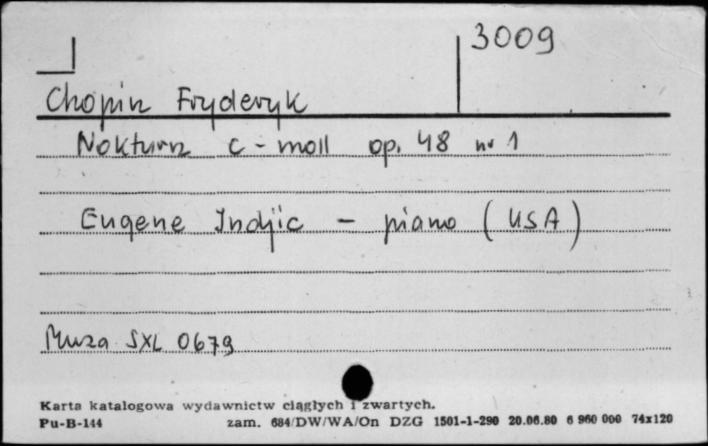 3009
Chopin Fryderyk
Nokturn c-moll op. 48 nr 1
Eugene Indjic - piano (USA)
Muza SXL 0679
Karta katalogowa wydawnictw ciągłych i zwartych.
Pu-B-144 zam. 684/DW/WA/On DZG 1501-1-290 20.06.80 6 960 000 74x120